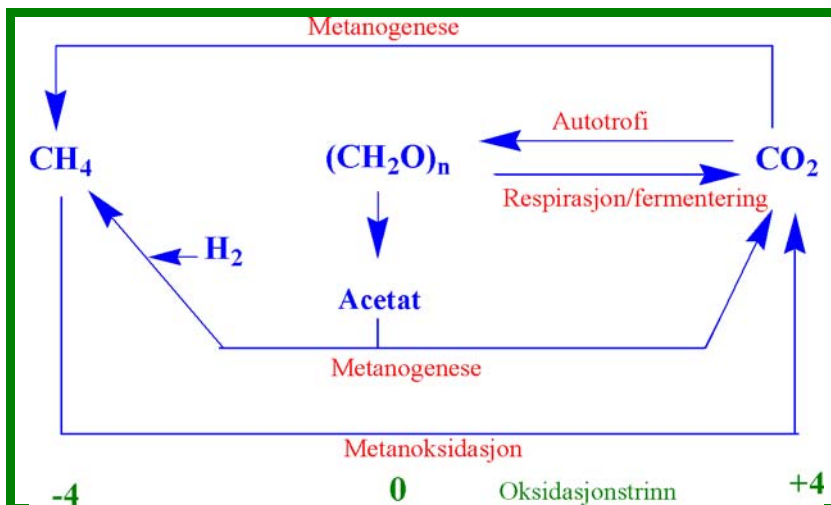 Metanogenese
Autotrofi
CH₄
(CH₂O)ₙ
CO₂
Respirasjon/fermentering
H₂
Acetat
Metanogenese
Metanoksidasjon
-4
0
Oksidasjonstrinn
+4